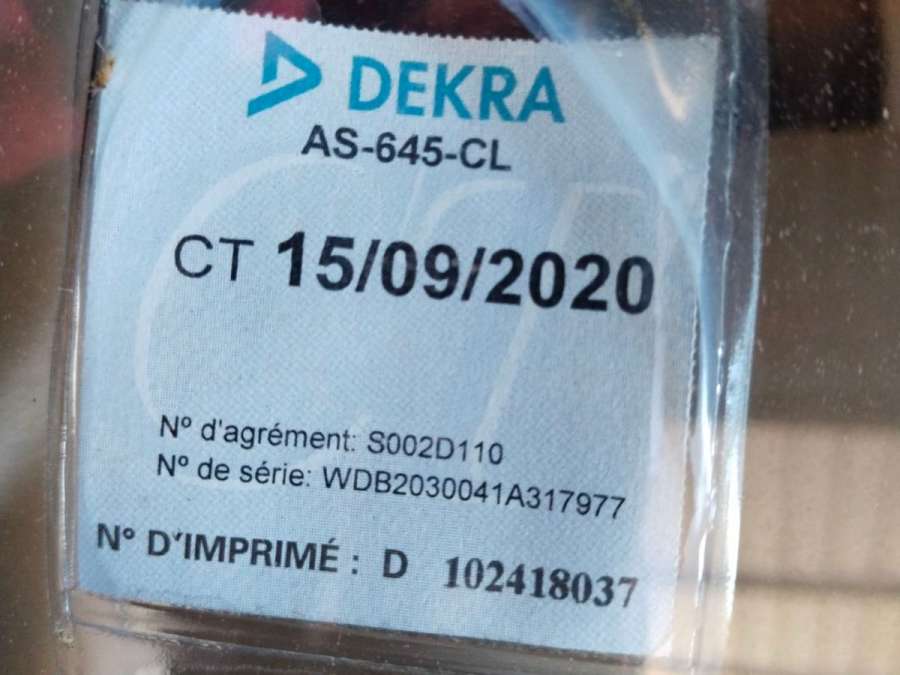 DEKRA
AS-645-CL
CT 15/09/2020
N° d'agrément: S002D110
N° de série: WDB2030041A317977
N° D'IMPRIMÉ : D 102418037